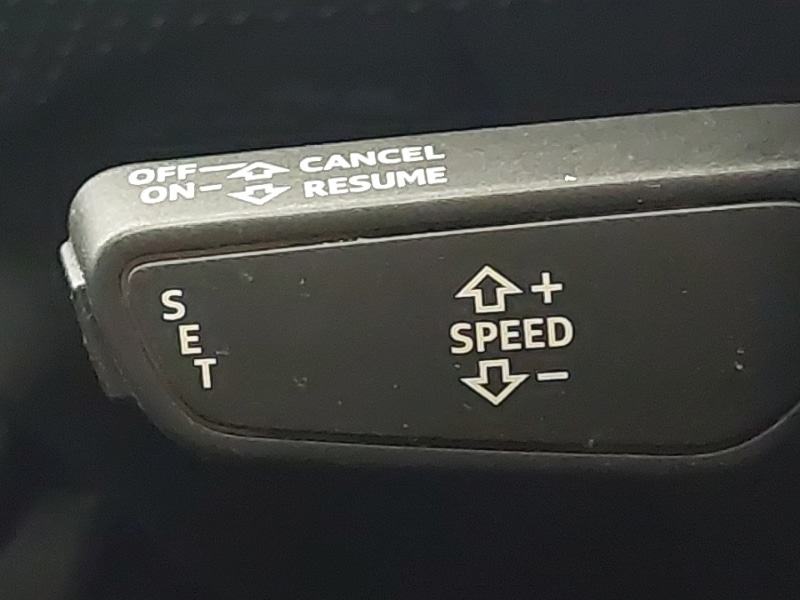 OFF CANCEL
ON RESUME
SET
+
SPEED
-